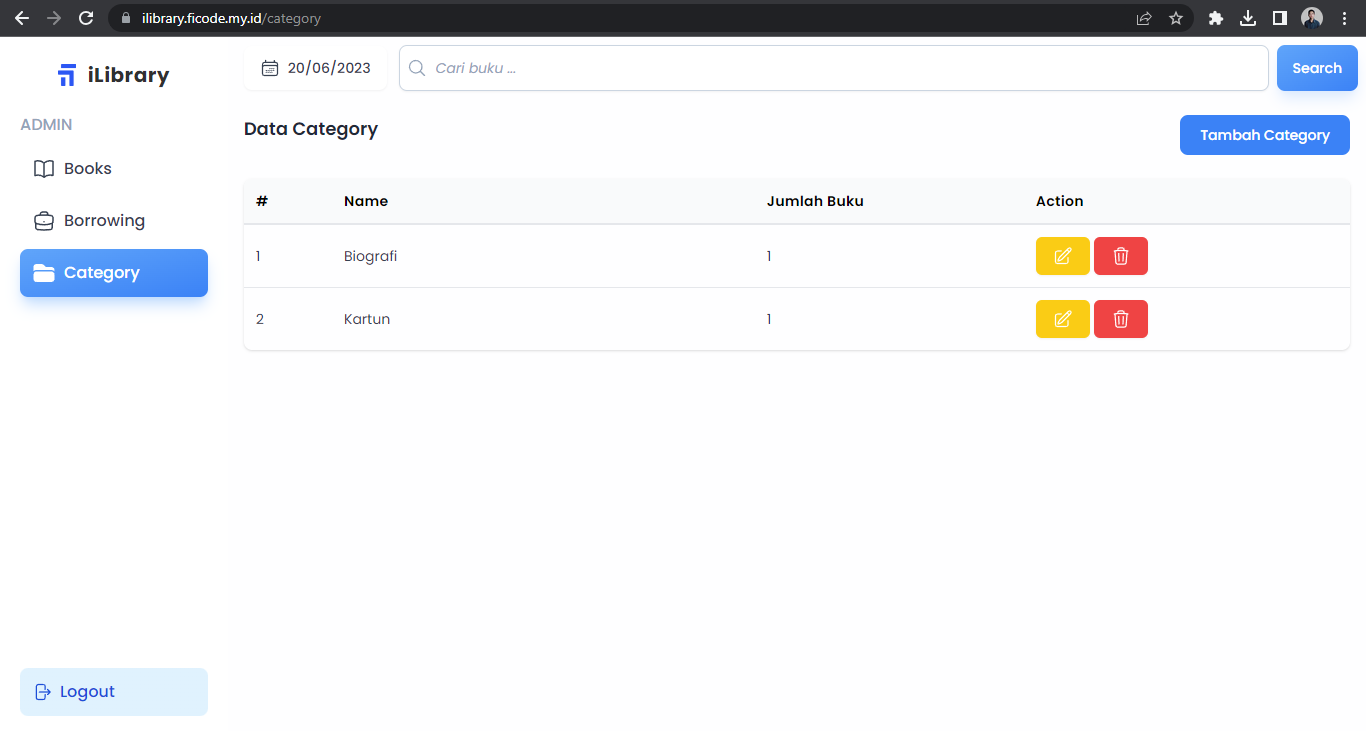 ilibrary.ficode.my.id/category
iLibrary
20/06/2023
Cari buku ...
Search
ADMIN
Books
Borrowing
Category
Data Category
Tambah Category
# Name Jumlah Buku Action
1 Biografi 1
2 Kartun 1
Logout